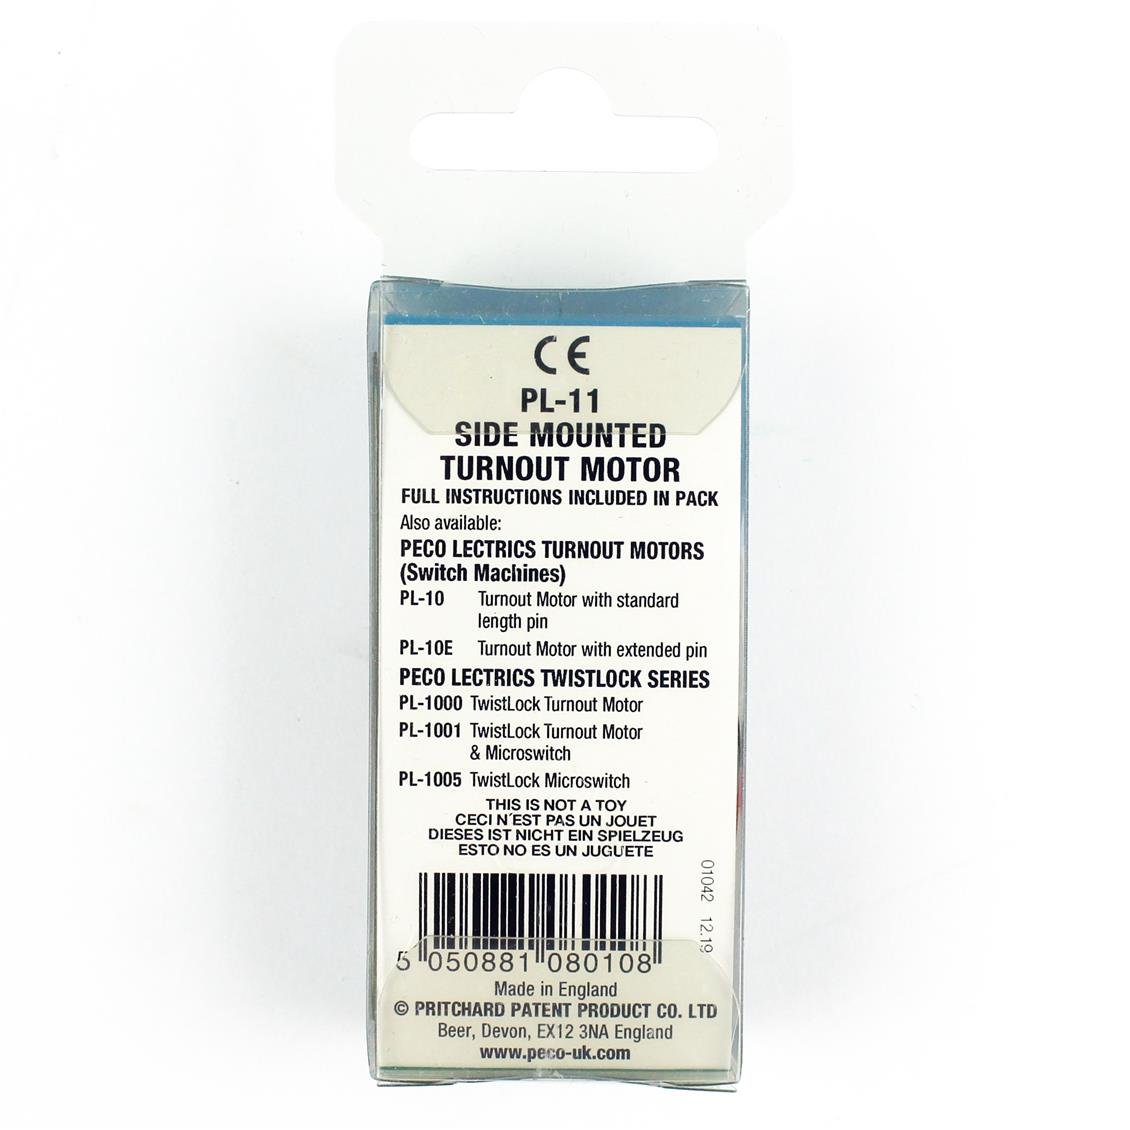 CE
PL-11
SIDE MOUNTED
TURNOUT MOTOR
FULL INSTRUCTIONS INCLUDED IN PACK
Also available:
PECO LECTRICS TURNOUT MOTORS
(Switch Machines)
PL-10 Turnout Motor with standard
length pin
PL-10E Turnout Motor with extended pin
PECO LECTRICS TWISTLOCK SERIES
PL-1000 TwistLock Turnout Motor
PL-1001 TwistLock Turnout Motor
& Microswitch
PL-1005 TwistLock Microswitch
THIS IS NOT A TOY
CECI N'EST PAS UN JOUET
DIESES IST NICHT EIN SPIELZEUG
ESTO NO ES UN JUGUETE
01042 12.19
5 050881 080108
Made in England
© PRITCHARD PATENT PRODUCT CO. LTD
Beer, Devon, EX12 3NA England
www.peco-uk.com